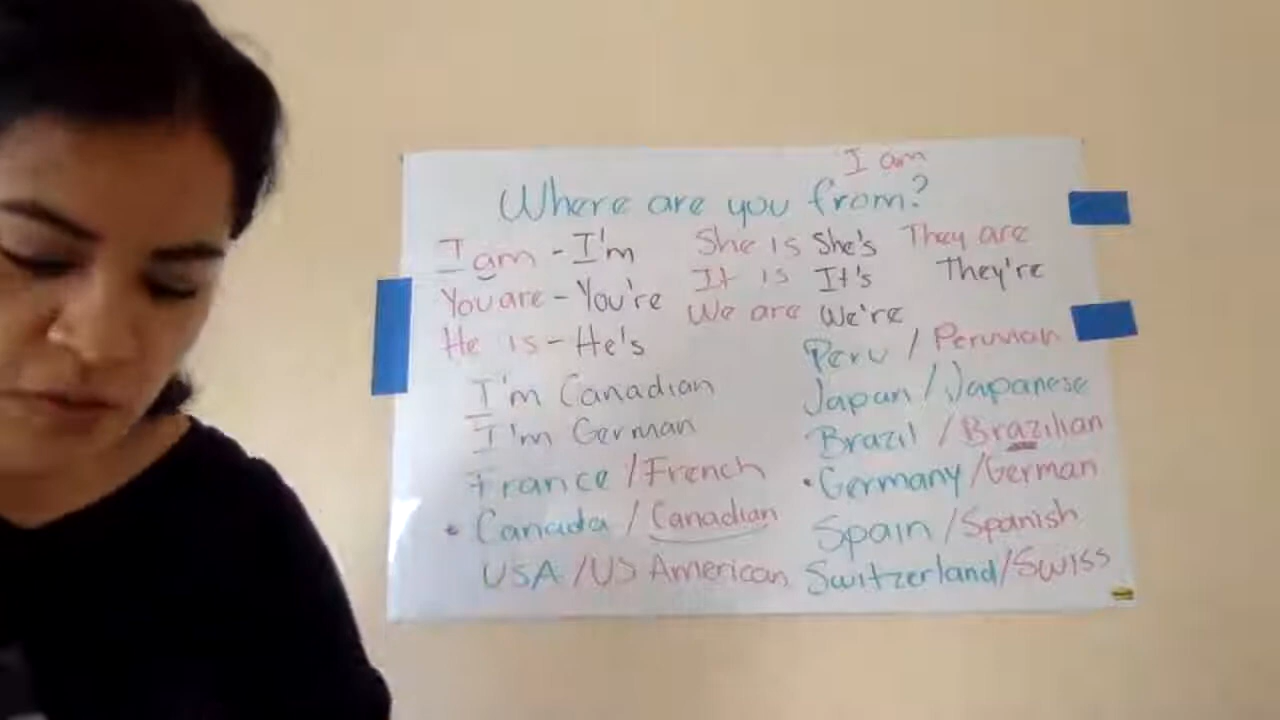 I am
Where are you from?
I am - I'm She is She's They are
It is It's They're
You are - You're We are We're
He is - He's
Peru / Peruvian
I'm Canadian Japan / Japanese
I'm German Brazil / Brazilian
France / French • Germany / German
• Canada / Canadian Spain / Spanish
USA / US American Switzerland / Swiss